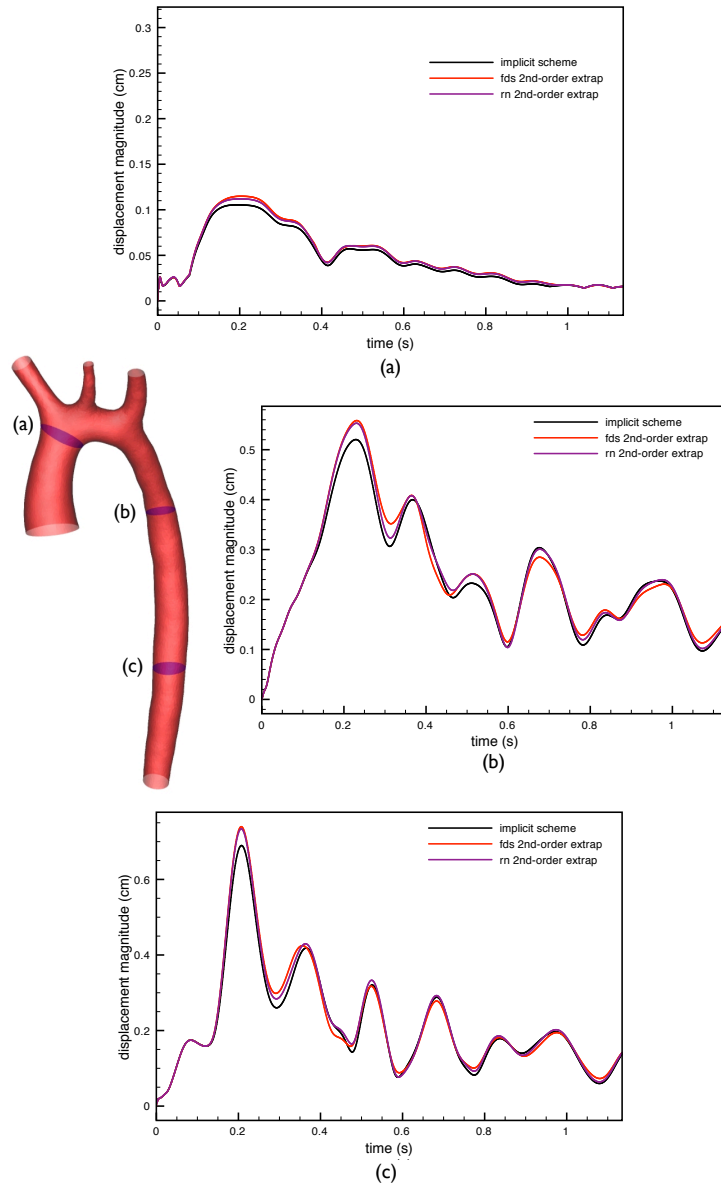 0.3
0.25
0.2
0.15
0.1
0.05
0
displacement magnitude (cm)
implicit scheme
fds 2nd-order extrap
rn 2nd-order extrap
0 0.2 0.4 0.6 0.8 1
time (s)
(a)
(a)
(b)
(c)
0.5
0.4
0.3
0.2
0.1
0
displacement magnitude (cm)
implicit scheme
fds 2nd-order extrap
rn 2nd-order extrap
0 0.2 0.4 0.6 0.8 1
time (s)
(b)
0.6
0.4
0.2
0
displacement magnitude (cm)
implicit scheme
fds 2nd-order extrap
rn 2nd-order extrap
0 0.2 0.4 0.6 0.8 1
time (s)
(c)